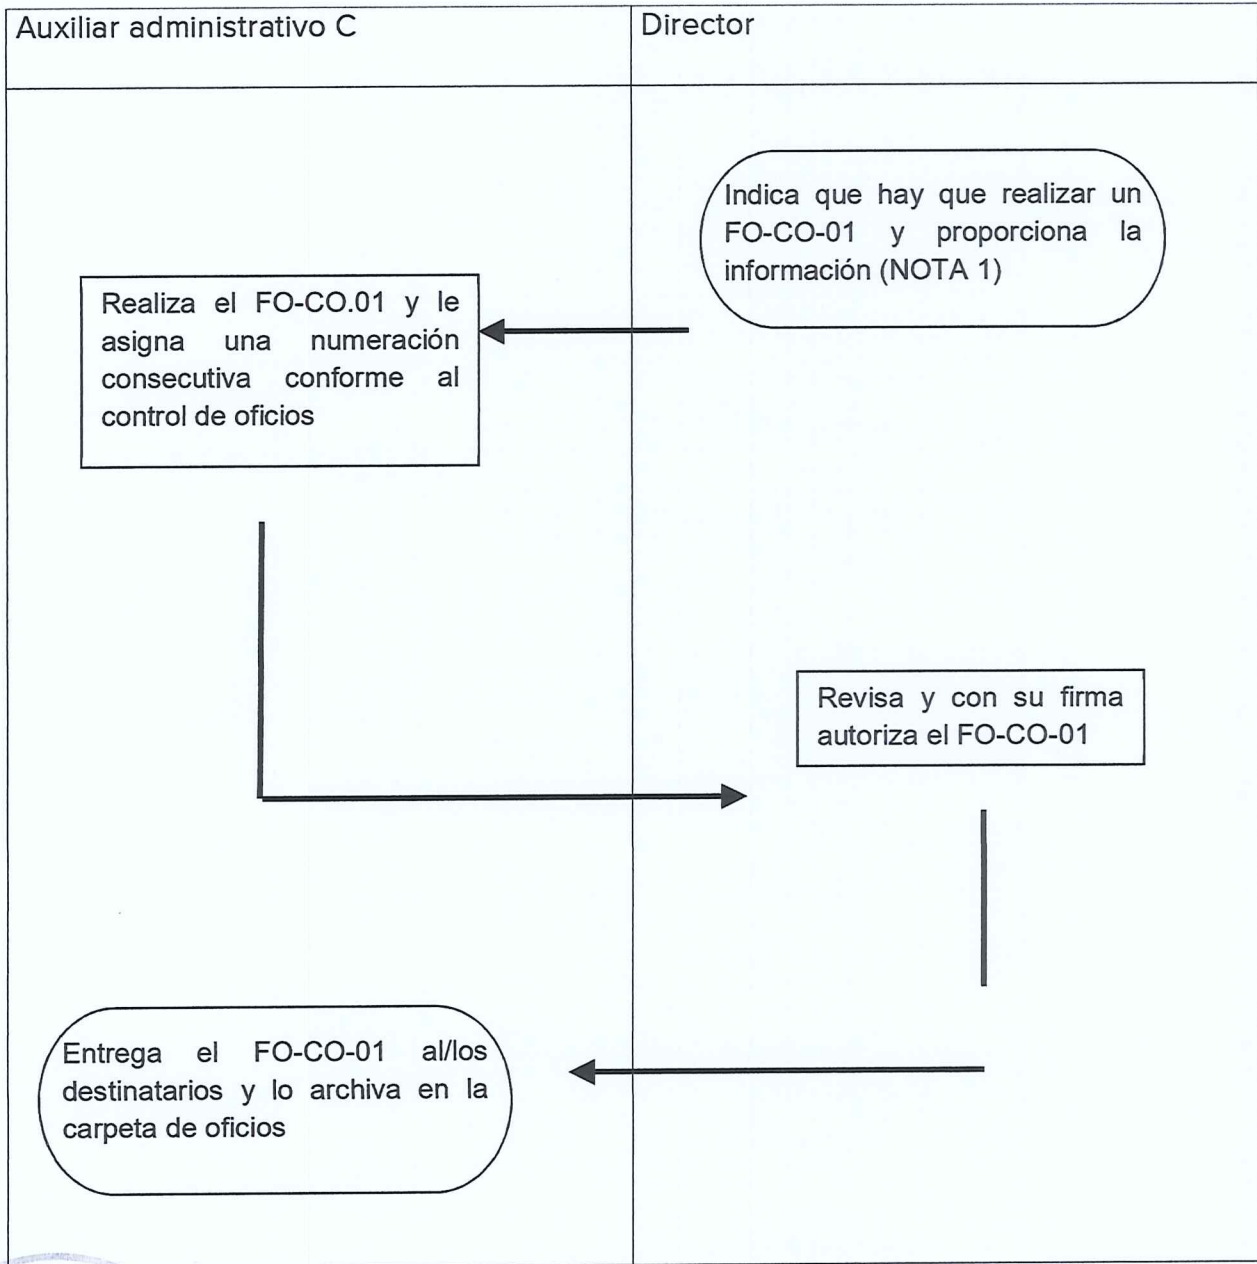 Auxiliar administrativo C
Director
Indica que hay que realizar un
FO-CO-01 y proporciona la
información (NOTA 1)
Realiza el FO-CO.01 y le
asigna una numeración
consecutiva conforme al
control de oficios
Revisa y con su firma
autoriza el FO-CO-01
Entrega el FO-CO-01 al/los
destinatarios y lo archiva en la
carpeta de oficios